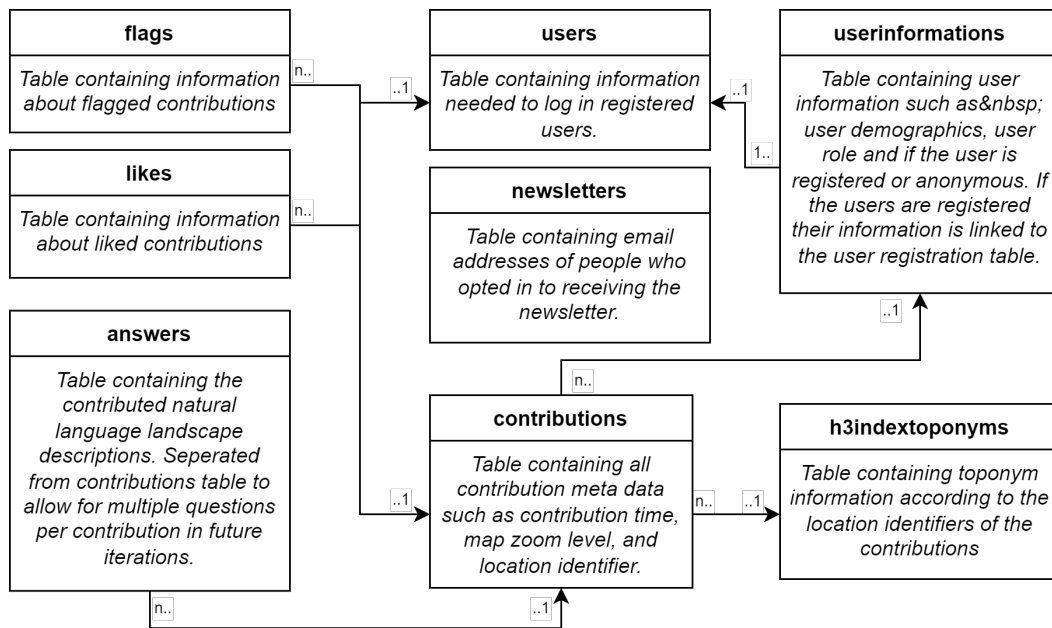 flags
Table containing information
about flagged contributions
n..
likes
Table containing information
about liked contributions
n..
answers
Table containing the
contributed natural
language landscape
descriptions. Seperated
from contributions table to
allow for multiple questions
per contribution in future
iterations.
n..
users
Table containing information
needed to log in registered
users.
..1
..1
newsletters
Table containing email
addresses of people who
opted in to receiving the
newsletter.
contributions
Table containing all
contribution meta data
such as contribution time,
map zoom level, and
location identifier.
n..
..1
..1
n..
..1
userinformations
Table containing user
information such as&nbsp;
user demographics, user
role and if the user is
registered or anonymous. If
the users are registered
their information is linked to
the user registration table.
1..
..1
h3indextoponyms
Table containing toponym
information according to the
location identifiers of the
contributions